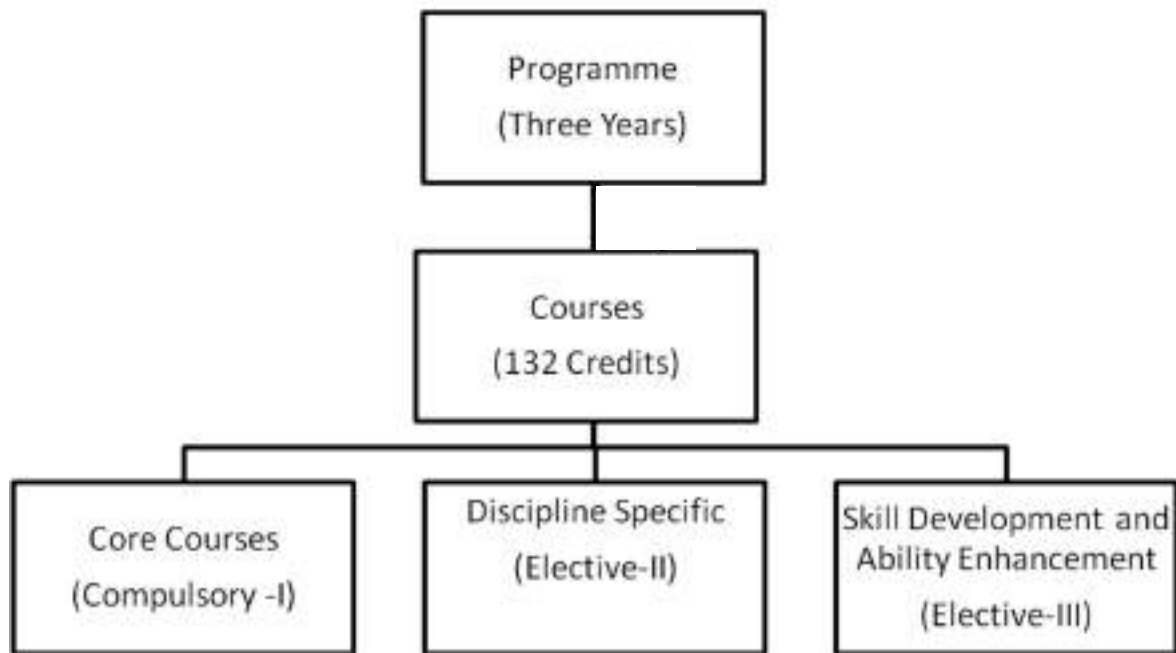 Programme
(Three Years)
Courses
(132 Credits)
Core Courses
(Compulsory -I)
Discipline Specific
(Elective-II)
Skill Development and
Ability Enhancement
(Elective-III)